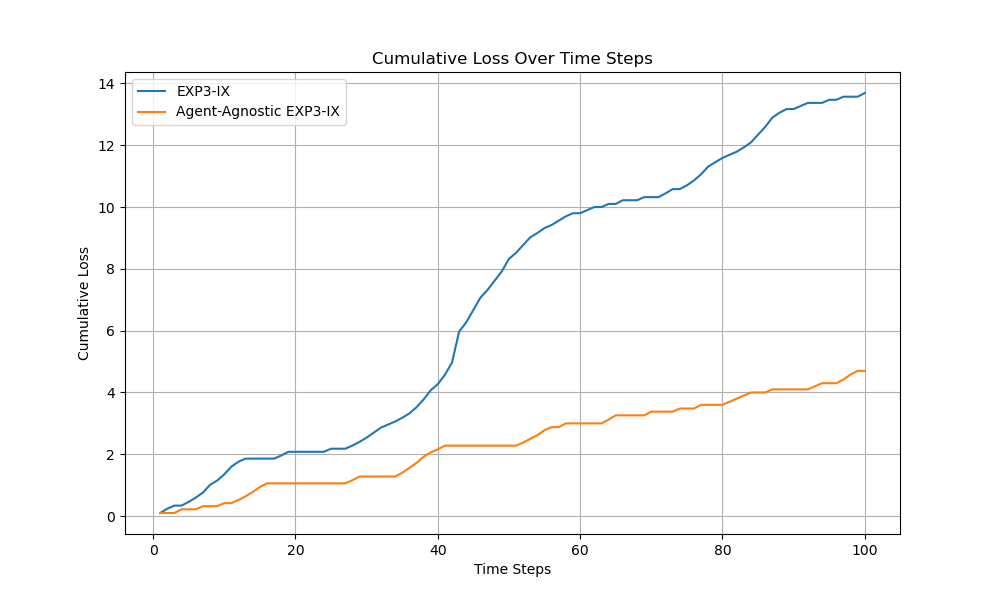 Cumulative Loss Over Time Steps
EXP3-IX
Agent-Agnostic EXP3-IX
Cumulative Loss
14
12
10
8
6
4
2
0
0 20 40 60 80 100
Time Steps